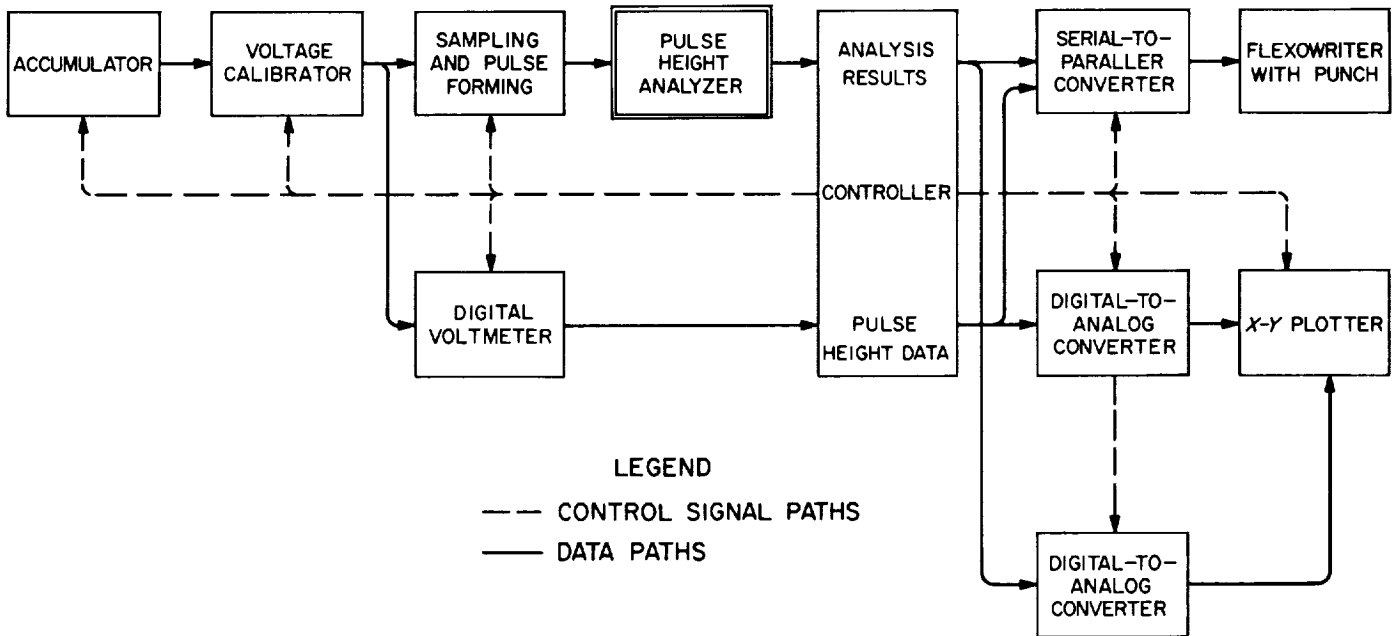 ACCUMULATOR
VOLTAGE
CALIBRATOR
SAMPLING
AND PULSE
FORMING
PULSE
HEIGHT
ANALYZER
ANALYSIS
RESULTS
SERIAL-TO-
PARALLER
CONVERTER
FLEXOWRITER
WITH PUNCH
CONTROLLER
DIGITAL
VOLTMETER
PULSE
HEIGHT DATA
DIGITAL-TO-
ANALOG
CONVERTER
X-Y PLOTTER
LEGEND
CONTROL SIGNAL PATHS
DATA PATHS
DIGITAL-TO-
ANALOG
CONVERTER